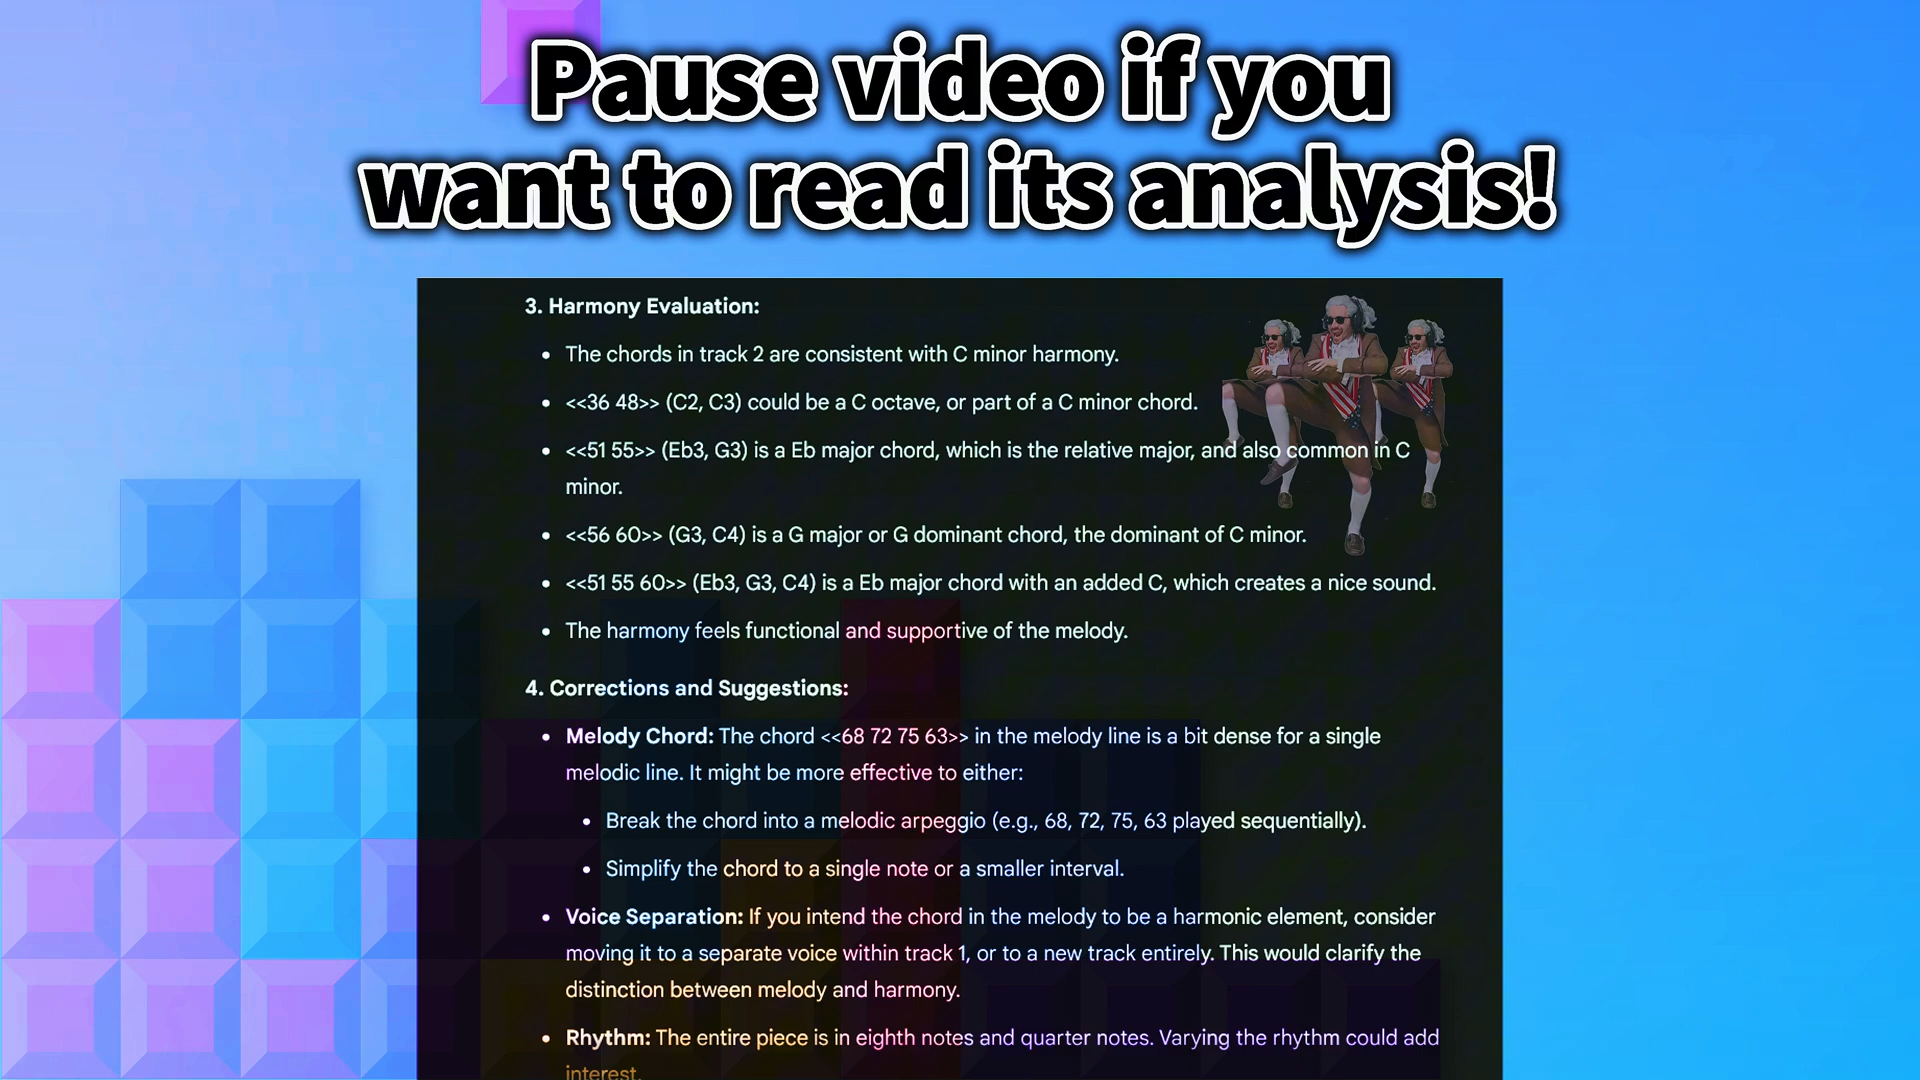 Pause video if you
want to read its analysis!
3. Harmony Evaluation:
• The chords in track 2 are consistent with C minor harmony.
• <<36 48>> (C2, C3) could be a C octave, or part of a C minor chord.
• <<51 55>> (Eb3, G3) is a Eb major chord, which is the relative major, and also common in C
minor.
• <<56 60>> (G3, C4) is a G major or G dominant chord, the dominant of C minor.
• <<51 55 60>> (Eb3, G3, C4) is a Eb major chord with an added C, which creates a nice sound.
• The harmony feels functional and supportive of the melody.
4. Corrections and Suggestions:
• Melody Chord: The chord <<68 72 75 63>> in the melody line is a bit dense for a single
melodic line. It might be more effective to either:
• Break the chord into a melodic arpeggio (e.g., 68, 72, 75, 63 played sequentially).
• Simplify the chord to a single note or a smaller interval.
• Voice Separation: If you intend the chord in the melody to be a harmonic element, consider
moving it to a separate voice within track 1, or to a new track entirely. This would clarify the
distinction between melody and harmony.
• Rhythm: The entire piece is in eighth notes and quarter notes. Varying the rhythm could add
interest.